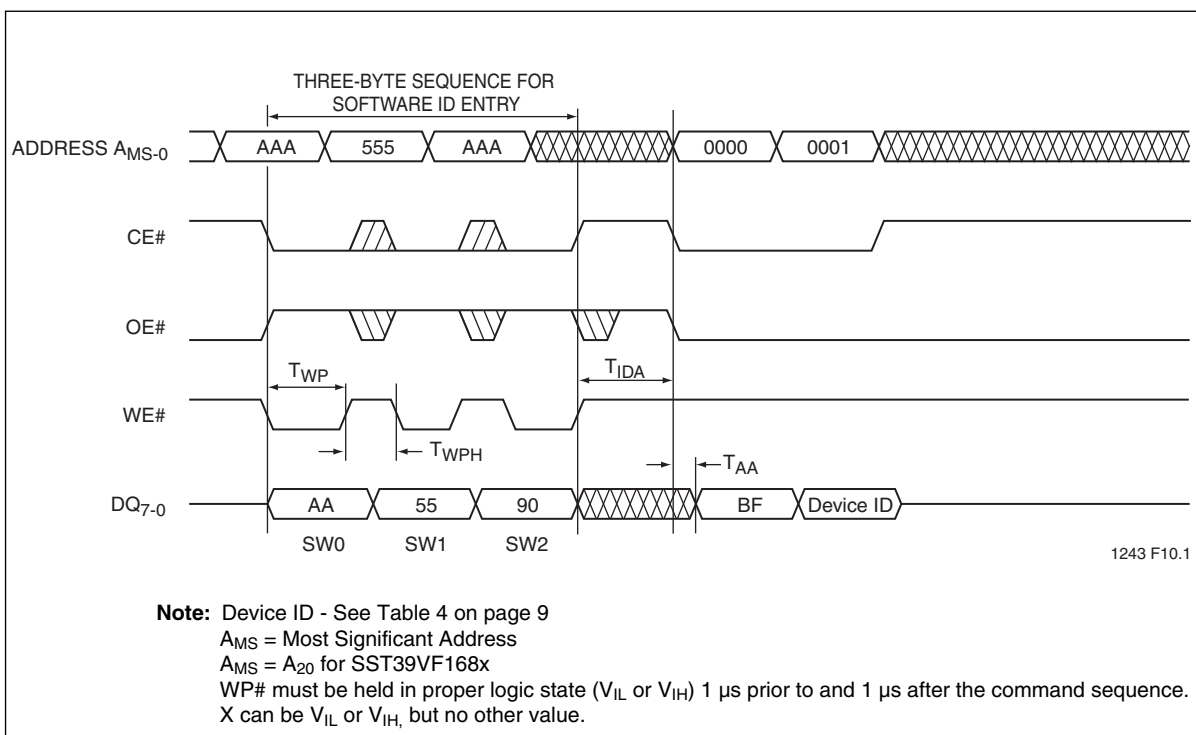 THREE-BYTE SEQUENCE FOR
SOFTWARE ID ENTRY
ADDRESS AMS-0
AAA
555
AAA
0000
0001
CE#
OE#
TWP
TIDA
WE#
TWPH
TAA
DQ7-0
AA
55
90
BF
Device ID
SW0
SW1
SW2
1243 F10.1
Note: Device ID - See Table 4 on page 9
AMS = Most Significant Address
AMS = A20 for SST39VF168x
WP# must be held in proper logic state (VIL or VIH) 1 µs prior to and 1 µs after the command sequence.
X can be VIL or VIH, but no other value.